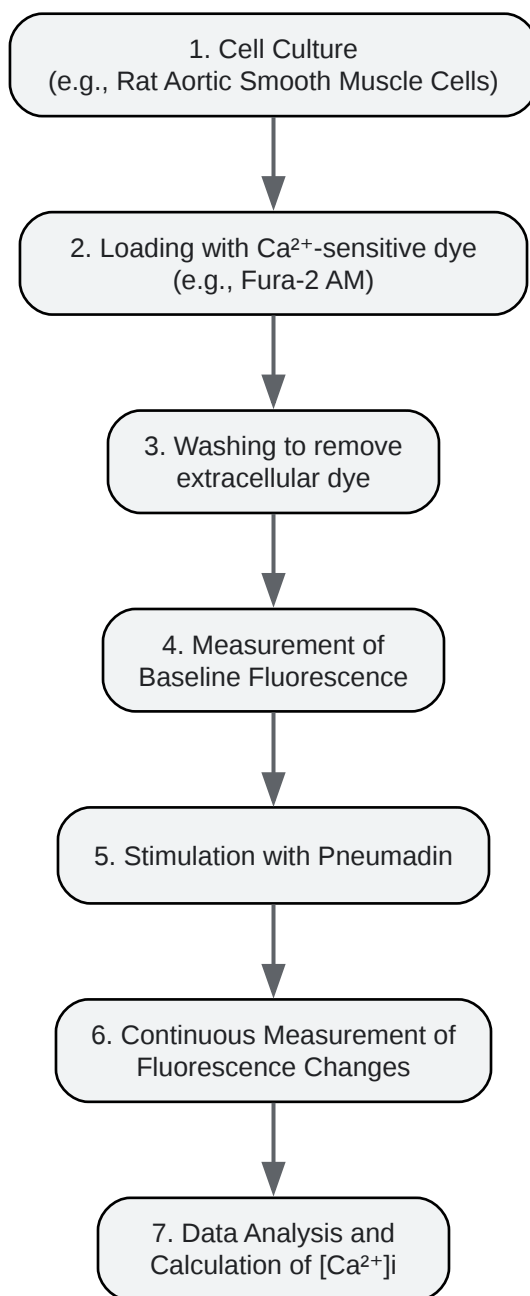 1. Cell Culture
(e.g., Rat Aortic Smooth Muscle Cells)
2. Loading with Ca²⁺-sensitive dye
(e.g., Fura-2 AM)
3. Washing to remove
extracellular dye
4. Measurement of
Baseline Fluorescence
5. Stimulation with Pneumadin
6. Continuous Measurement of
Fluorescence Changes
7. Data Analysis and
Calculation of [Ca²⁺]i